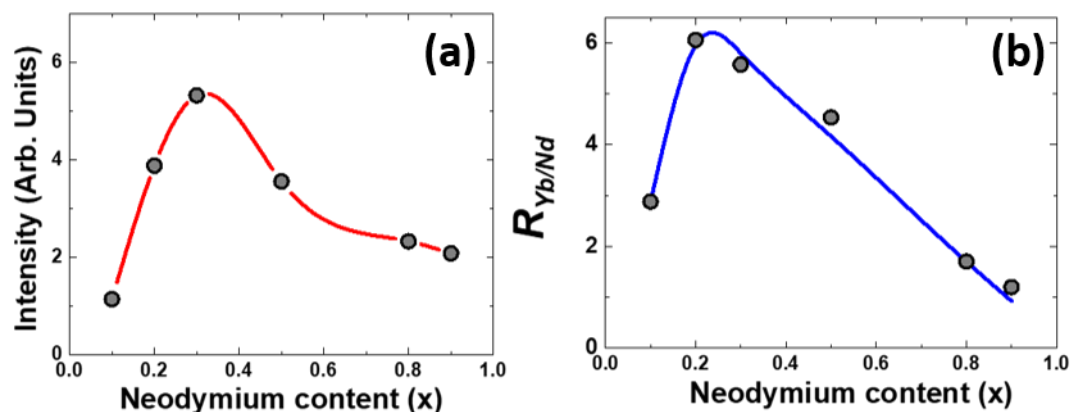 (a)
Intensity (Arb. Units)
6
4
2
0
0.0 0.2 0.4 0.6 0.8 1.0
Neodymium content (x)
(b)
R Yb/Nd
6
4
2
0
0.0 0.2 0.4 0.6 0.8 1.0
Neodymium content (x)